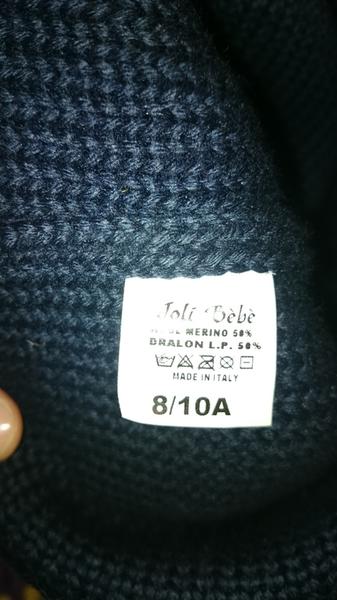 Joli Bèbè
MERINO 50%
DRALON L.P. 50%
MADE IN ITALY
8/10A